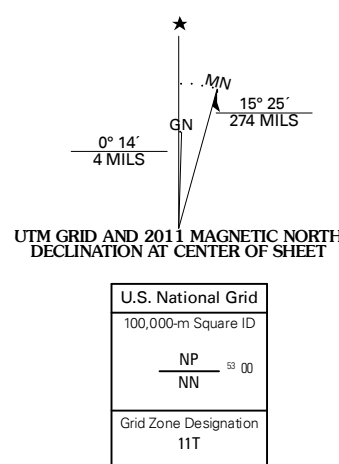 ★
MN
GN
15° 25´
274 MILS
0° 14´
4 MILS
UTM GRID AND 2011 MAGNETIC NORTH
DECLINATION AT CENTER OF SHEET
U.S. National Grid
100,000-m Square ID
NP
53 00
NN
Grid Zone Designation
11T